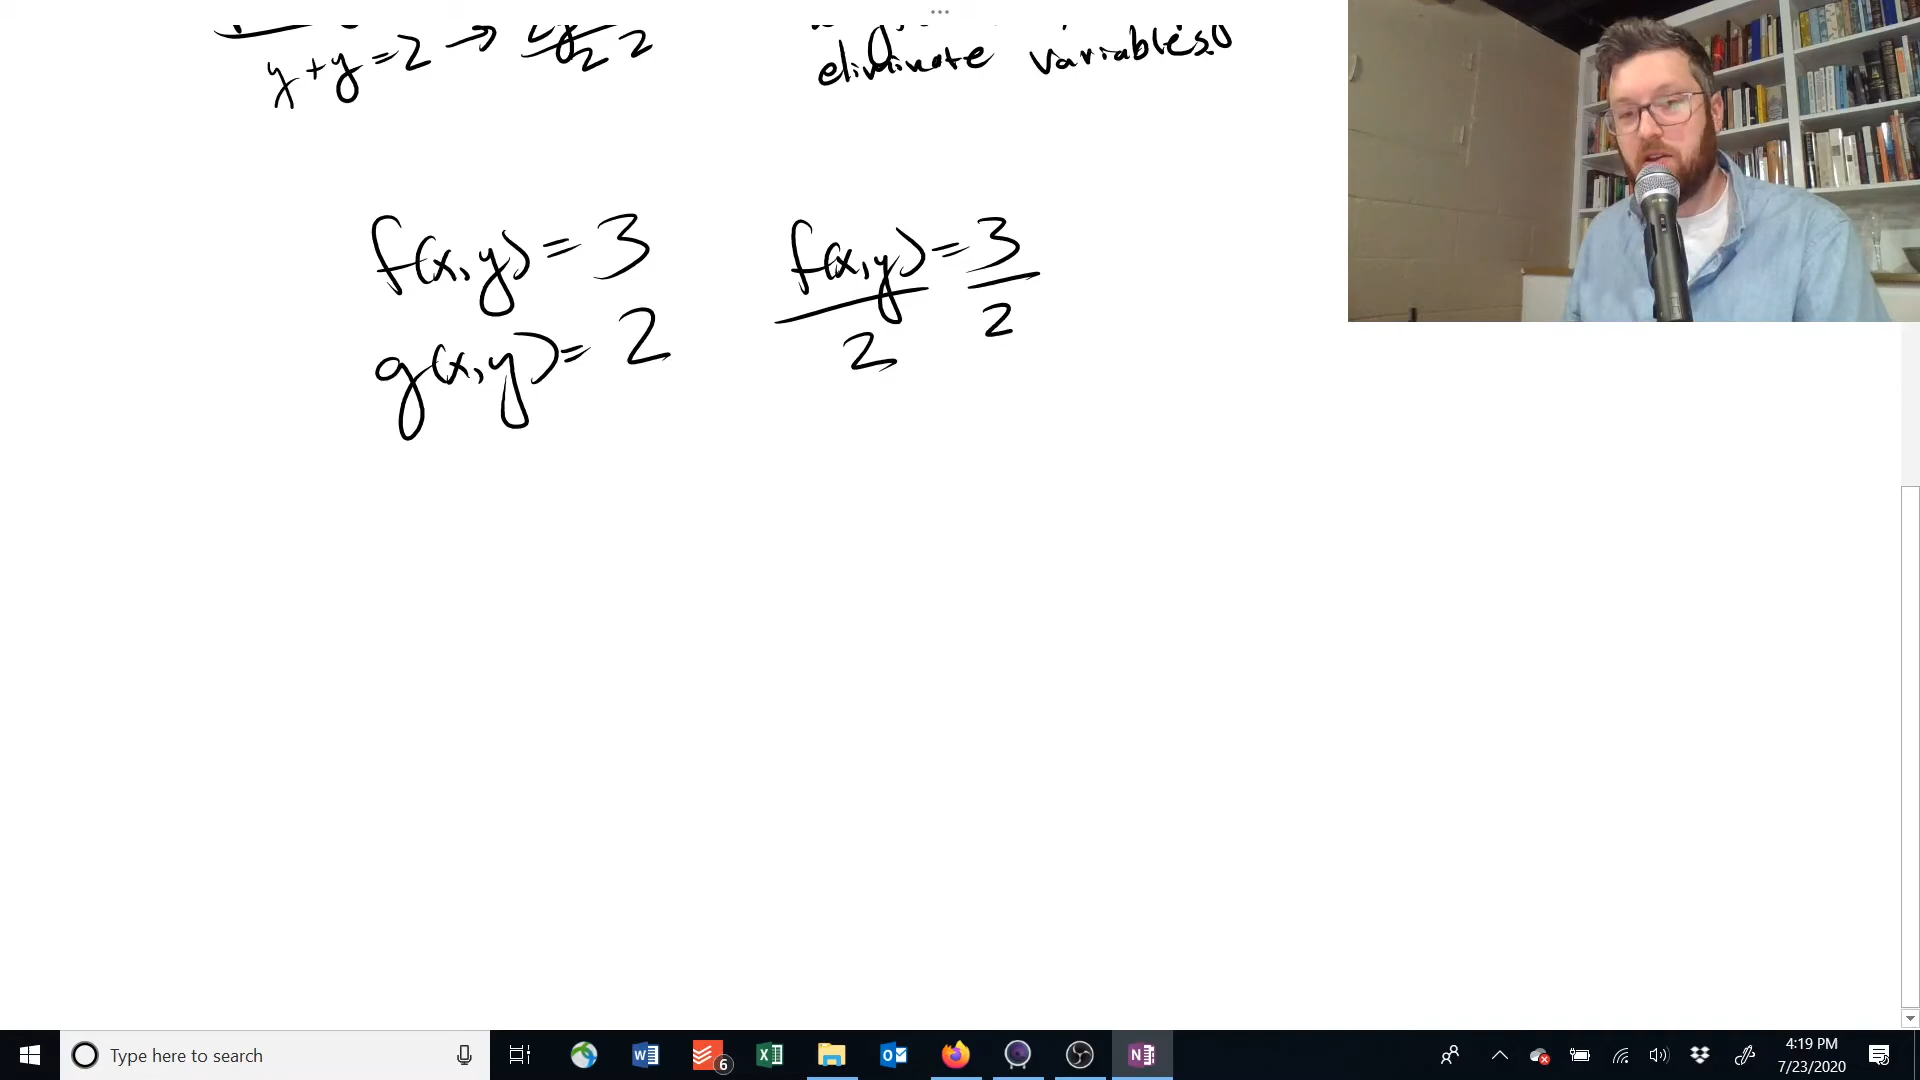 y+y=2 → 2y/2 2
eliminate variables.
f(x,y)=3
g(x,y)=2
f(x,y)/2=3/2
Type here to search
6
4:19 PM
7/23/2020